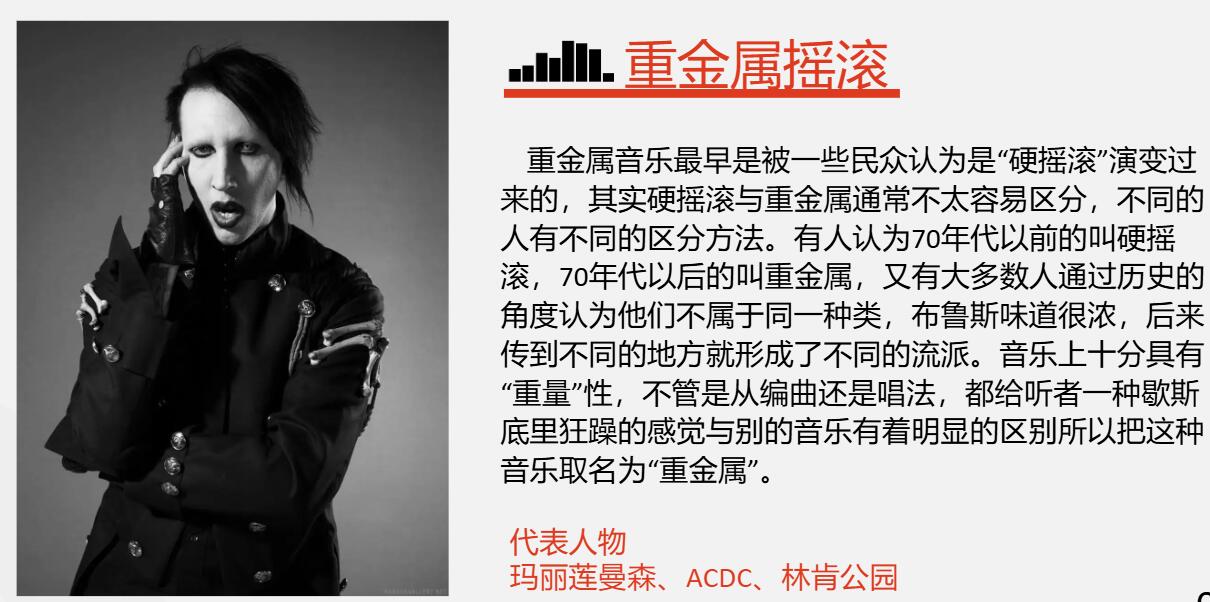 重金属摇滚
重金属音乐最早是被一些民众认为是“硬摇滚”演变过
来的，其实硬摇滚与重金属通常不太容易区分，不同的
人有不同的区分方法。有人认为70年代以前的叫硬摇
滚，70年代以后的叫重金属，又有大多数人通过历史的
角度认为他们不属于同一种类，布鲁斯味道很浓，后来
传到不同的地方就形成了不同的流派。音乐上十分具有
“重量”性，不管是从编曲还是唱法，都给听者一种歇斯
底里狂躁的感觉与别的音乐有着明显的区别所以把这种
音乐取名为“重金属”。
代表人物
玛丽莲曼森、ACDC、林肯公园